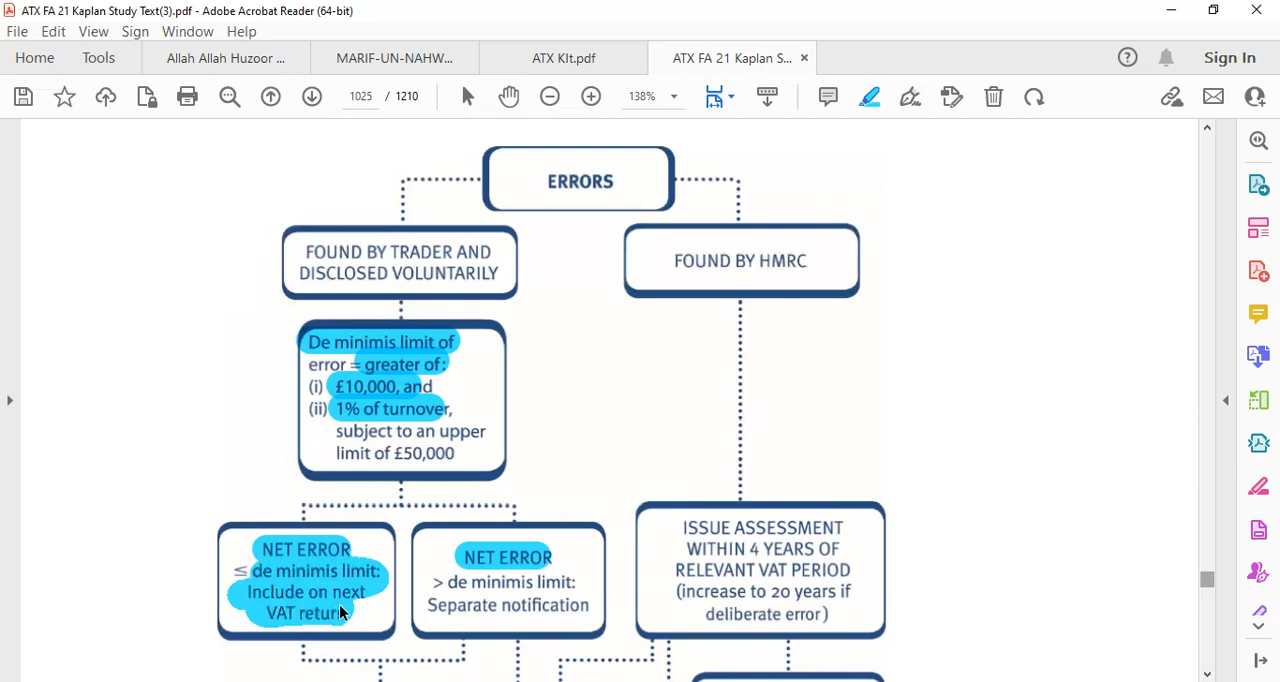 ATX FA 21 Kaplan Study Text(3).pdf - Adobe Acrobat Reader (64-bit)
File Edit View Sign Window Help
Home Tools Allah Allah Huzoor ... MARIF-UN-NAHW... ATX KIt.pdf ATX FA 21 Kaplan S... × Sign In
1025 / 1210 138%
ERRORS
FOUND BY TRADER AND
DISCLOSED VOLUNTARILY
FOUND BY HMRC
De minimis limit of
error = greater of:
(i) £10,000, and
(ii) 1% of turnover,
subject to an upper
limit of £50,000
NET ERROR
≤ de minimis limit:
Include on next
VAT return
NET ERROR
> de minimis limit:
Separate notification
ISSUE ASSESSMENT
WITHIN 4 YEARS OF
RELEVANT VAT PERIOD
(increase to 20 years if
deliberate error)